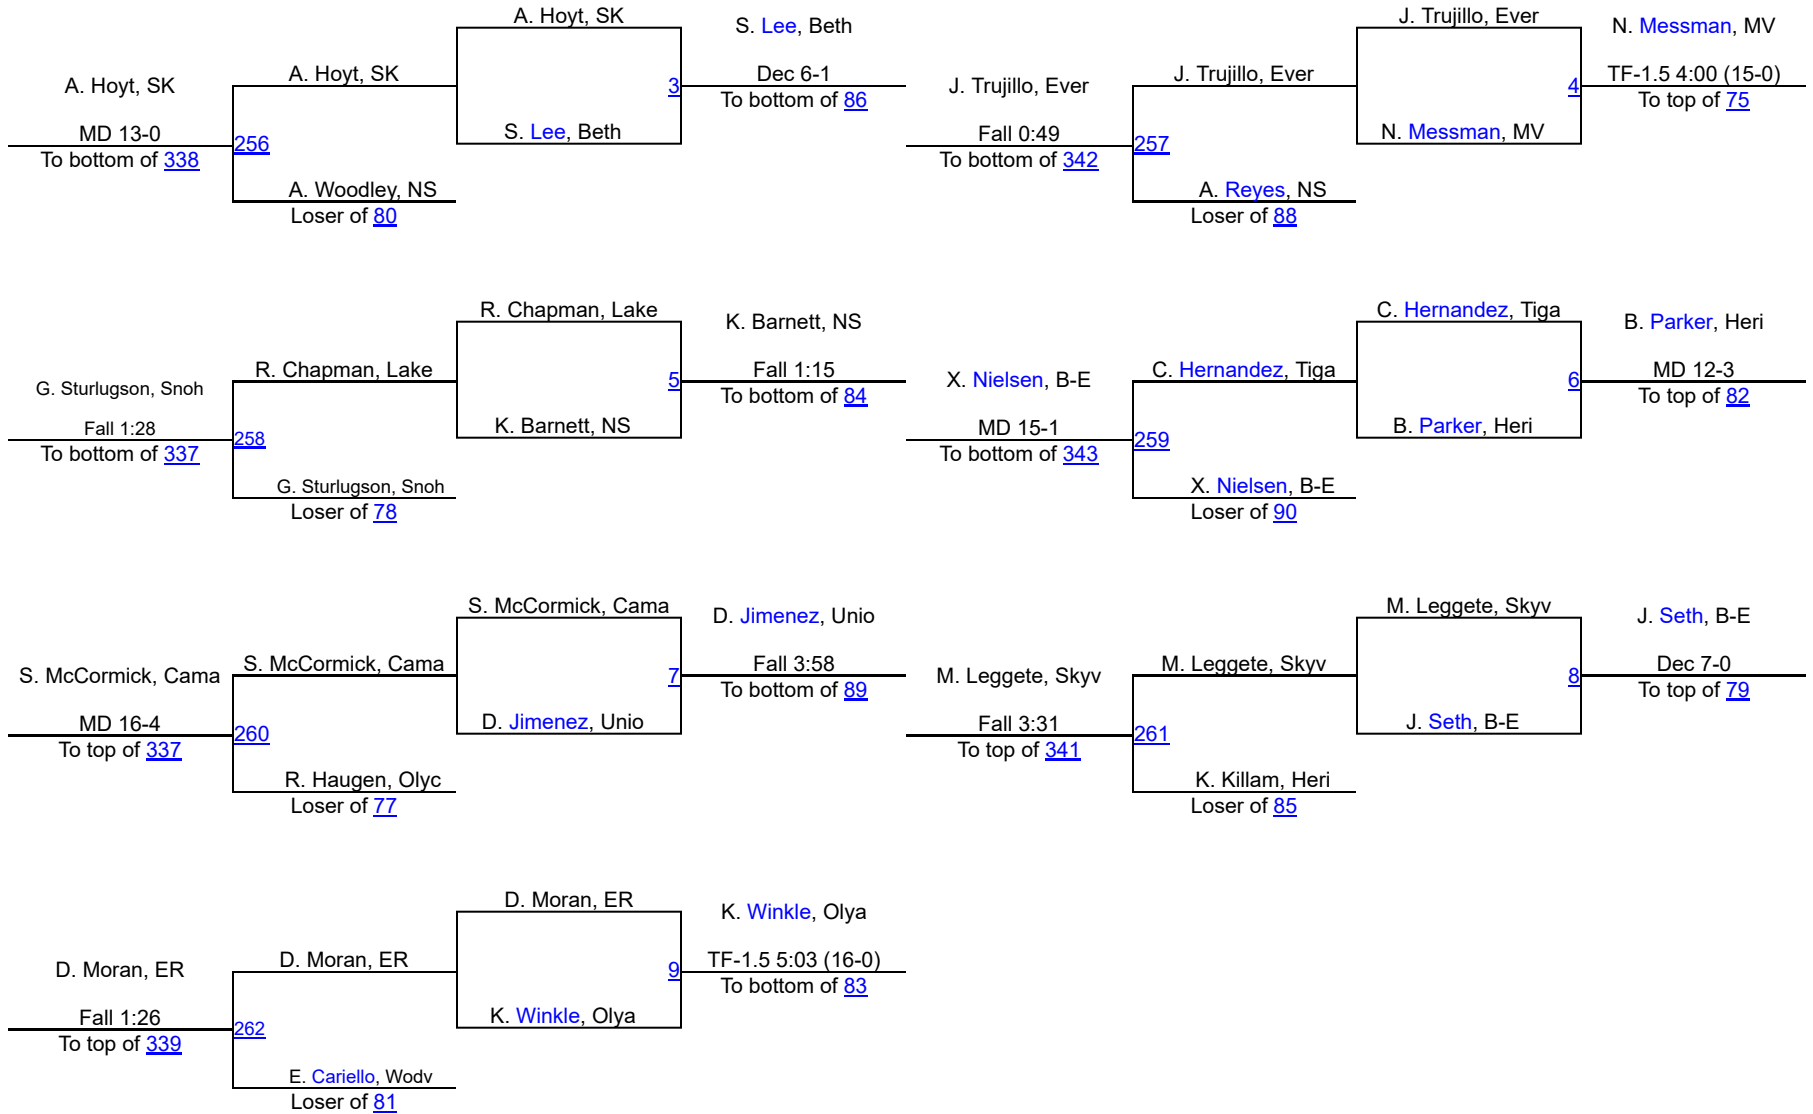 A. Hoyt, SK
S. Lee, Beth
A. Hoyt, SK
A. Hoyt, SK
3
Dec 6-1
To bottom of 86
MD 13-0
S. Lee, Beth
256
To bottom of 338
A. Woodley, NS
Loser of 80
J. Trujillo, Ever
N. Messman, MV
J. Trujillo, Ever
J. Trujillo, Ever
4
TF-1.5 4:00 (15-0)
To top of 75
Fall 0:49
N. Messman, MV
257
To bottom of 342
A. Reyes, NS
Loser of 88
R. Chapman, Lake
K. Barnett, NS
R. Chapman, Lake
G. Sturlugson, Snoh
5
Fall 1:15
To bottom of 84
Fall 1:28
K. Barnett, NS
258
To bottom of 337
G. Sturlugson, Snoh
Loser of 78
C. Hernandez, Tiga
B. Parker, Heri
C. Hernandez, Tiga
X. Nielsen, B-E
6
MD 12-3
To top of 82
MD 15-1
B. Parker, Heri
259
To bottom of 343
X. Nielsen, B-E
Loser of 90
S. McCormick, Cama
D. Jimenez, Unio
S. McCormick, Cama
S. McCormick, Cama
7
Fall 3:58
To bottom of 89
MD 16-4
D. Jimenez, Unio
260
To top of 337
R. Haugen, Olyc
Loser of 77
M. Leggete, Skyv
J. Seth, B-E
M. Leggete, Skyv
M. Leggete, Skyv
8
Dec 7-0
To top of 79
Fall 3:31
J. Seth, B-E
261
To top of 341
K. Killam, Heri
Loser of 85
D. Moran, ER
K. Winkle, Olya
D. Moran, ER
D. Moran, ER
9
TF-1.5 5:03 (16-0)
To bottom of 83
Fall 1:26
K. Winkle, Olya
262
To top of 339
E. Cariello, Wodv
Loser of 81